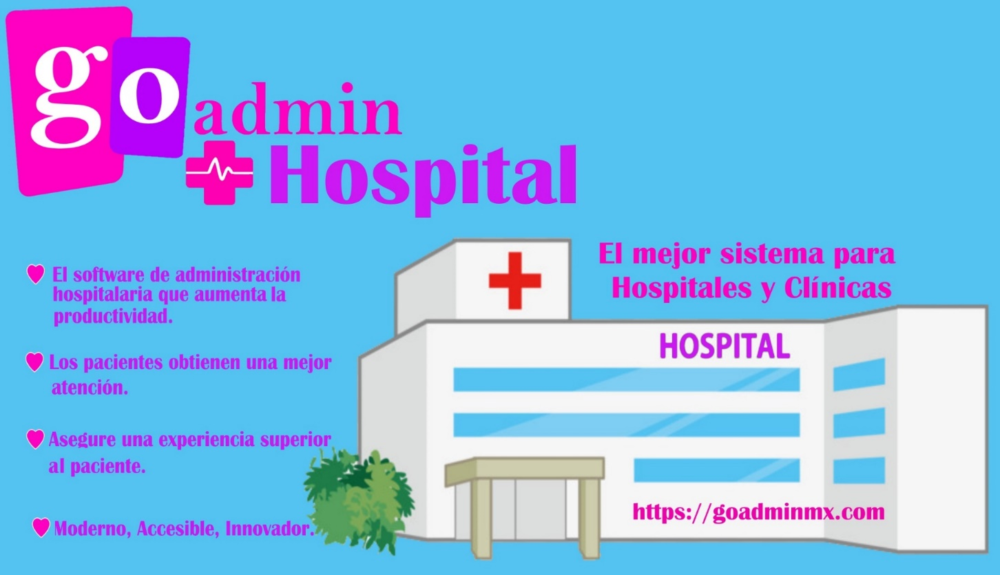 go admin
Hospital
El mejor sistema para
Hospitales y Clínicas
El software de administración
hospitalaria que aumenta la
productividad.
Los pacientes obtienen una mejor
atención.
Asegure una experiencia superior
al paciente.
Moderno, Accesible, Innovador.
HOSPITAL
https://goadminmx.com